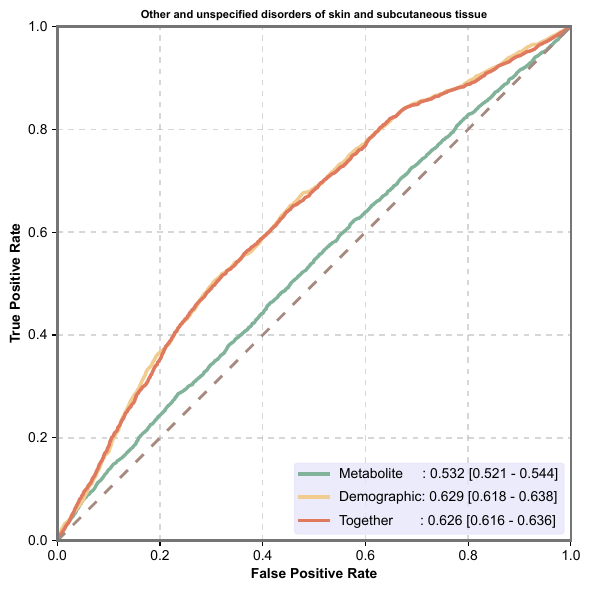 Other and unspecified disorders of skin and subcutaneous tissue
1.0
0.8
0.6
0.4
0.2
0.0
True Positive Rate
Metabolite : 0.532 [0.521 - 0.544]
Demographic: 0.629 [0.618 - 0.638]
Together : 0.626 [0.616 - 0.636]
0.0 0.2 0.4 0.6 0.8 1.0
False Positive Rate